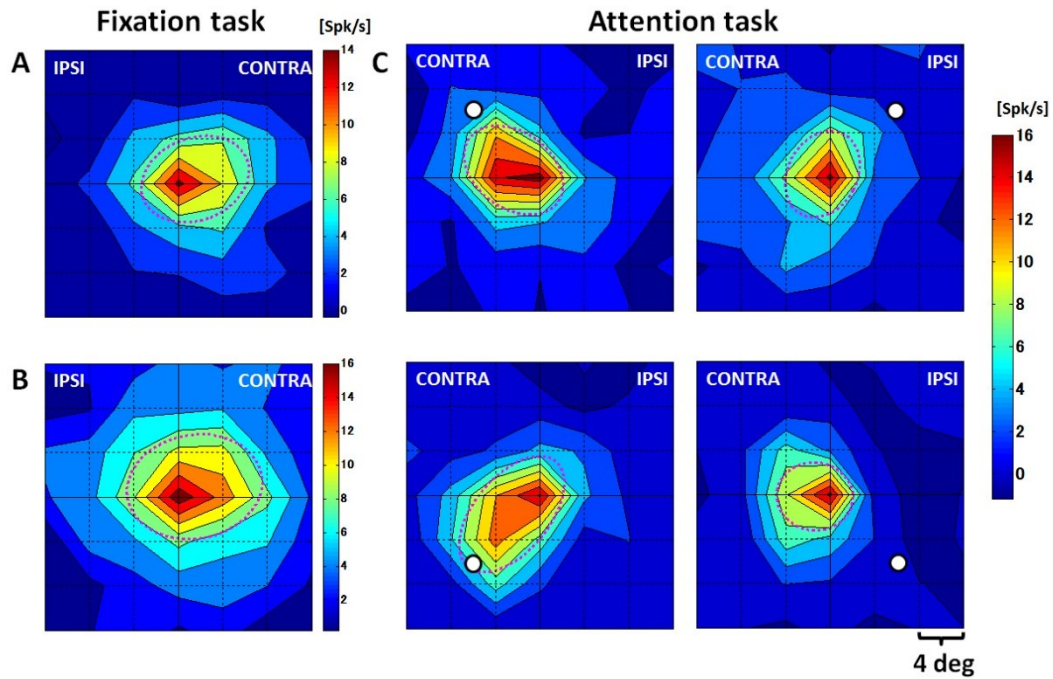 Fixation task
Attention task
[Spk/s]
A
IPSI
CONTRA
14
12
10
8
6
4
2
0
C
CONTRA
IPSI
CONTRA
IPSI
[Spk/s]
16
14
12
10
8
6
4
2
0
B
IPSI
CONTRA
16
14
12
10
8
6
4
2
CONTRA
IPSI
CONTRA
IPSI
4 deg